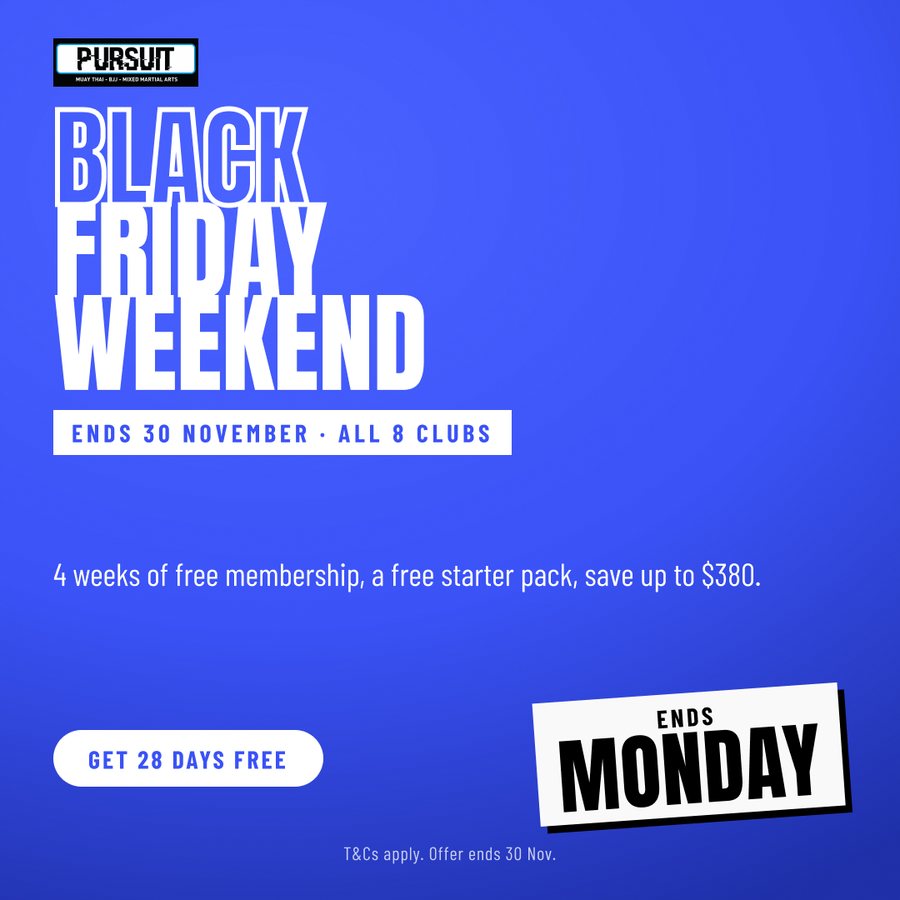 PURSUIT
MUAY THAI • BJJ • MIXED MARTIAL ARTS
BLACK
FRIDAY
WEEKEND
ENDS 30 NOVEMBER · ALL 8 CLUBS
4 weeks of free membership, a free starter pack, save up to $380.
GET 28 DAYS FREE
ENDS
MONDAY
T&Cs apply. Offer ends 30 Nov.